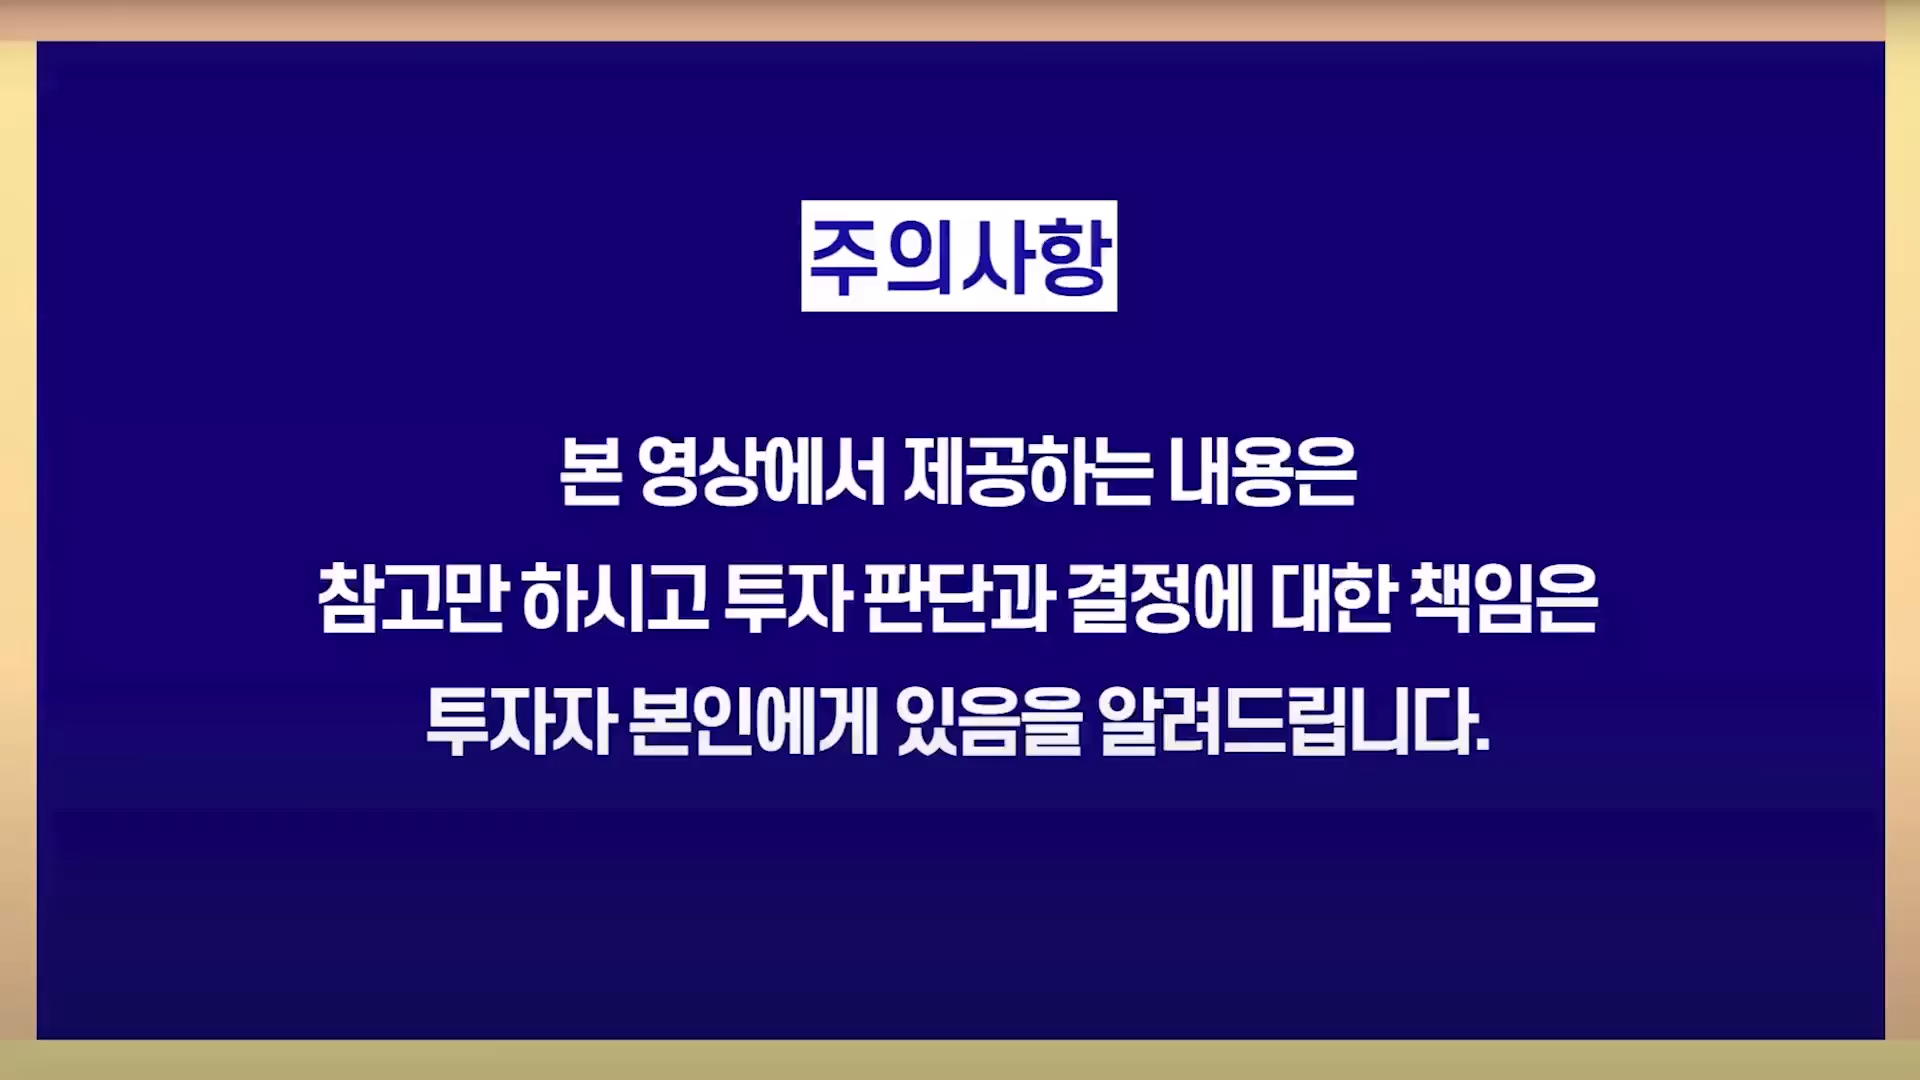 주의사항
본 영상에서 제공하는 내용은
참고만 하시고 투자 판단과 결정에 대한 책임은
투자자 본인에게 있음을 알려드립니다.